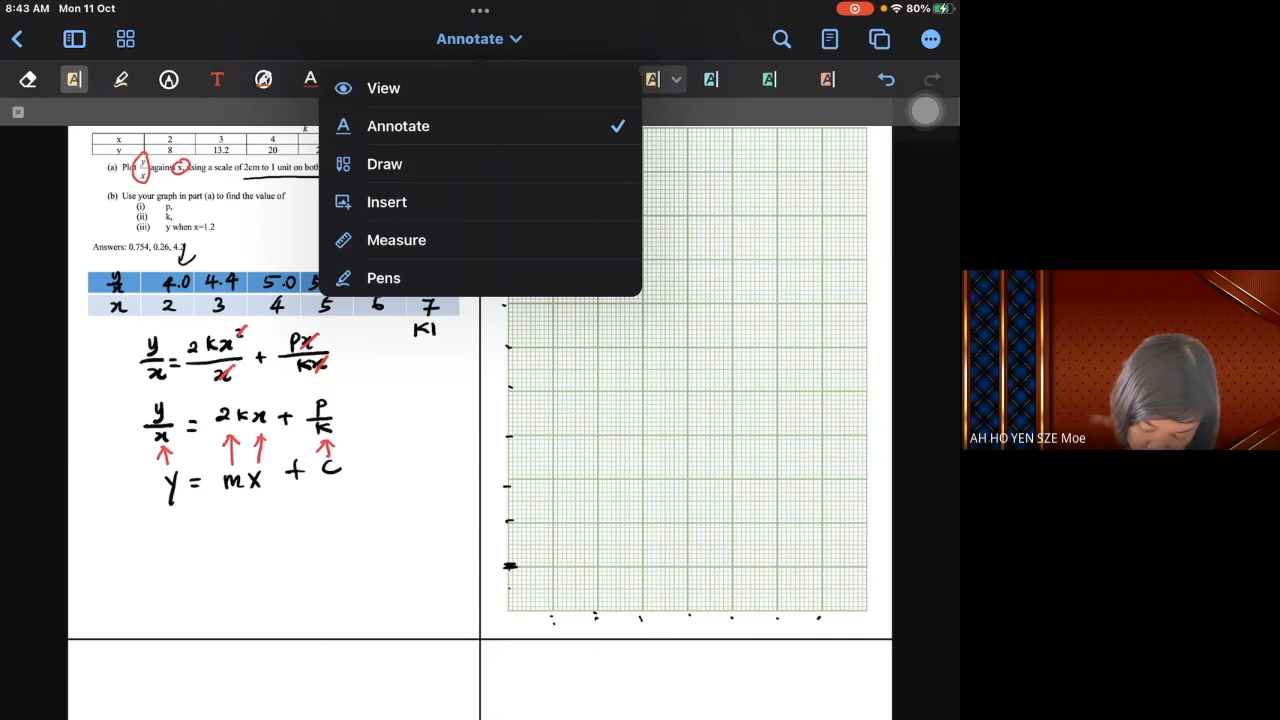 8:43 AM Mon 11 Oct
80%
Annotate
T
A
A
View
Annotate
Draw
Insert
Measure
Pens
k
x 2 3 4
y 8 13.2 20
(a) Plot y/x against x, using a scale of 2cm to 1 unit on both
(b) Use your graph in part (a) to find the value of
(i) p,
(ii) k,
(iii) y when x=1.2
Answers: 0.754, 0.26, 4.2
y/x 4.0 4.4 5.0 5
x 2 3 4 5 6 7
K1
y/x = 2kx²/x + px/kx
y/x = 2kx + p/k
y = mx + c
AH HO YEN SZE Moe